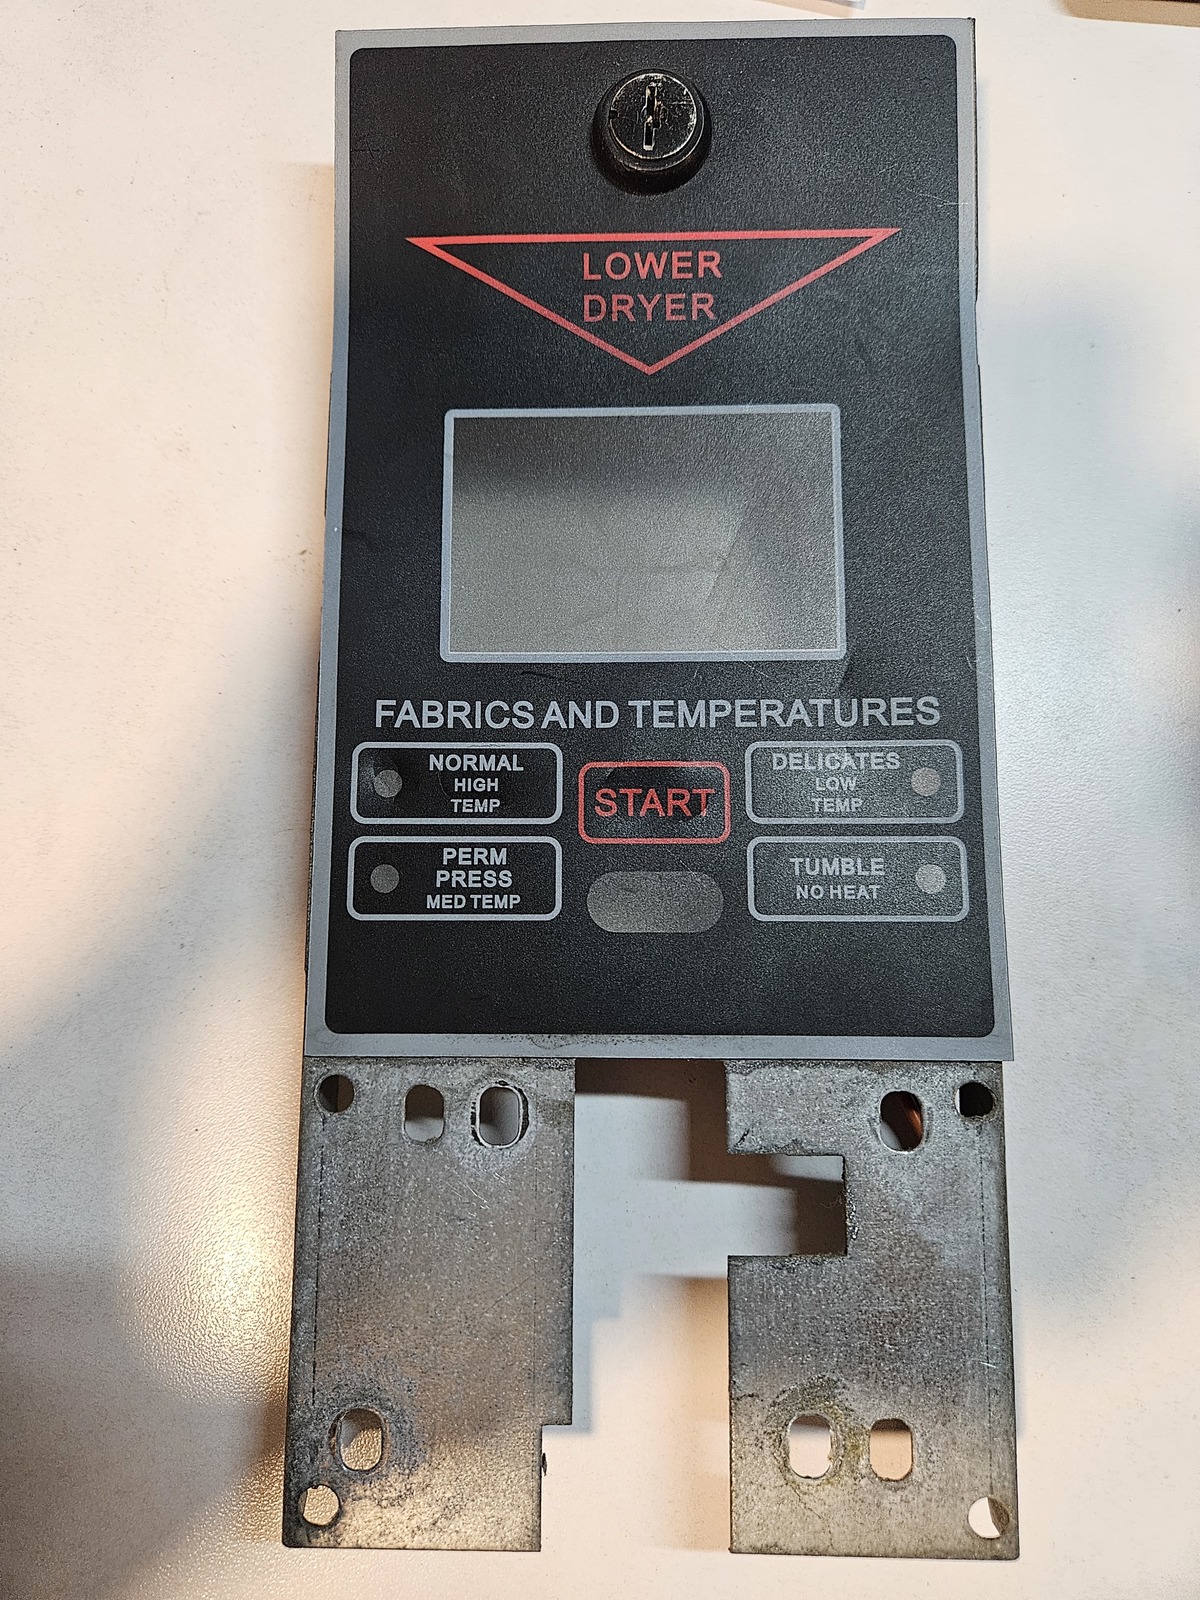 LOWER
DRYER
FABRICS AND TEMPERATURES
NORMAL
HIGH
TEMP
START
DELICATES
LOW
TEMP
PERM
PRESS
MED TEMP
TUMBLE
NO HEAT